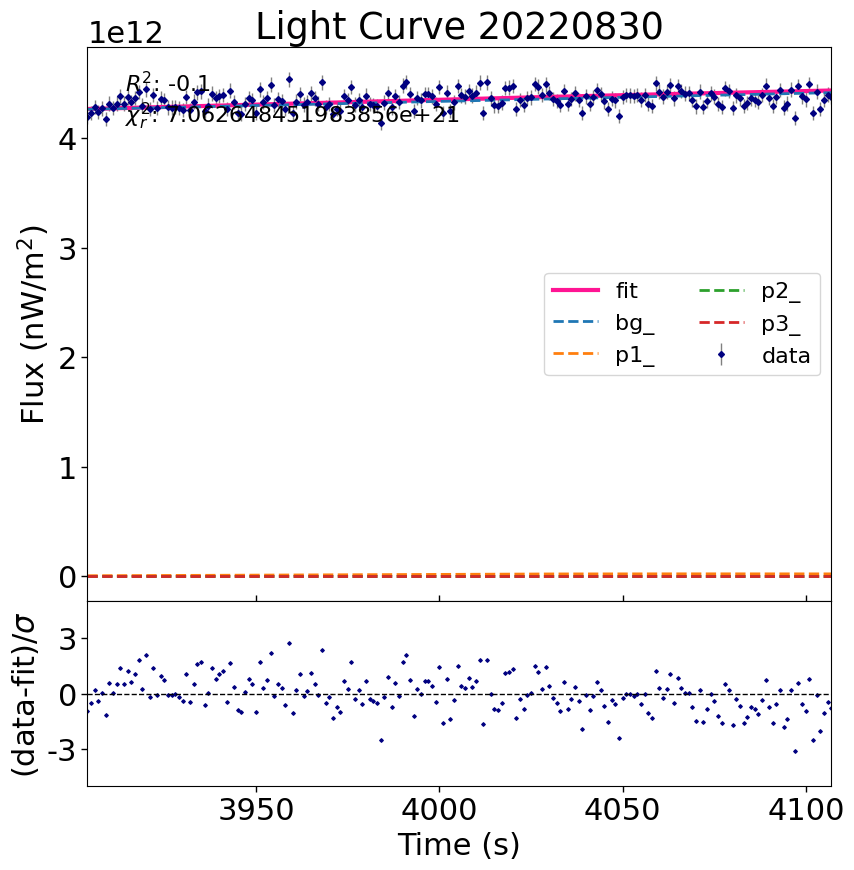 Light Curve 20220830
1e12
R²: -0.1
χ²ᵣ: 7.062648451983856e+21
4
3
2
1
0
Flux (nW/m²)
fit
bg_
p1_
p2_
p3_
data
3
0
-3
(data-fit)/σ
3950
4000
4050
4100
Time (s)